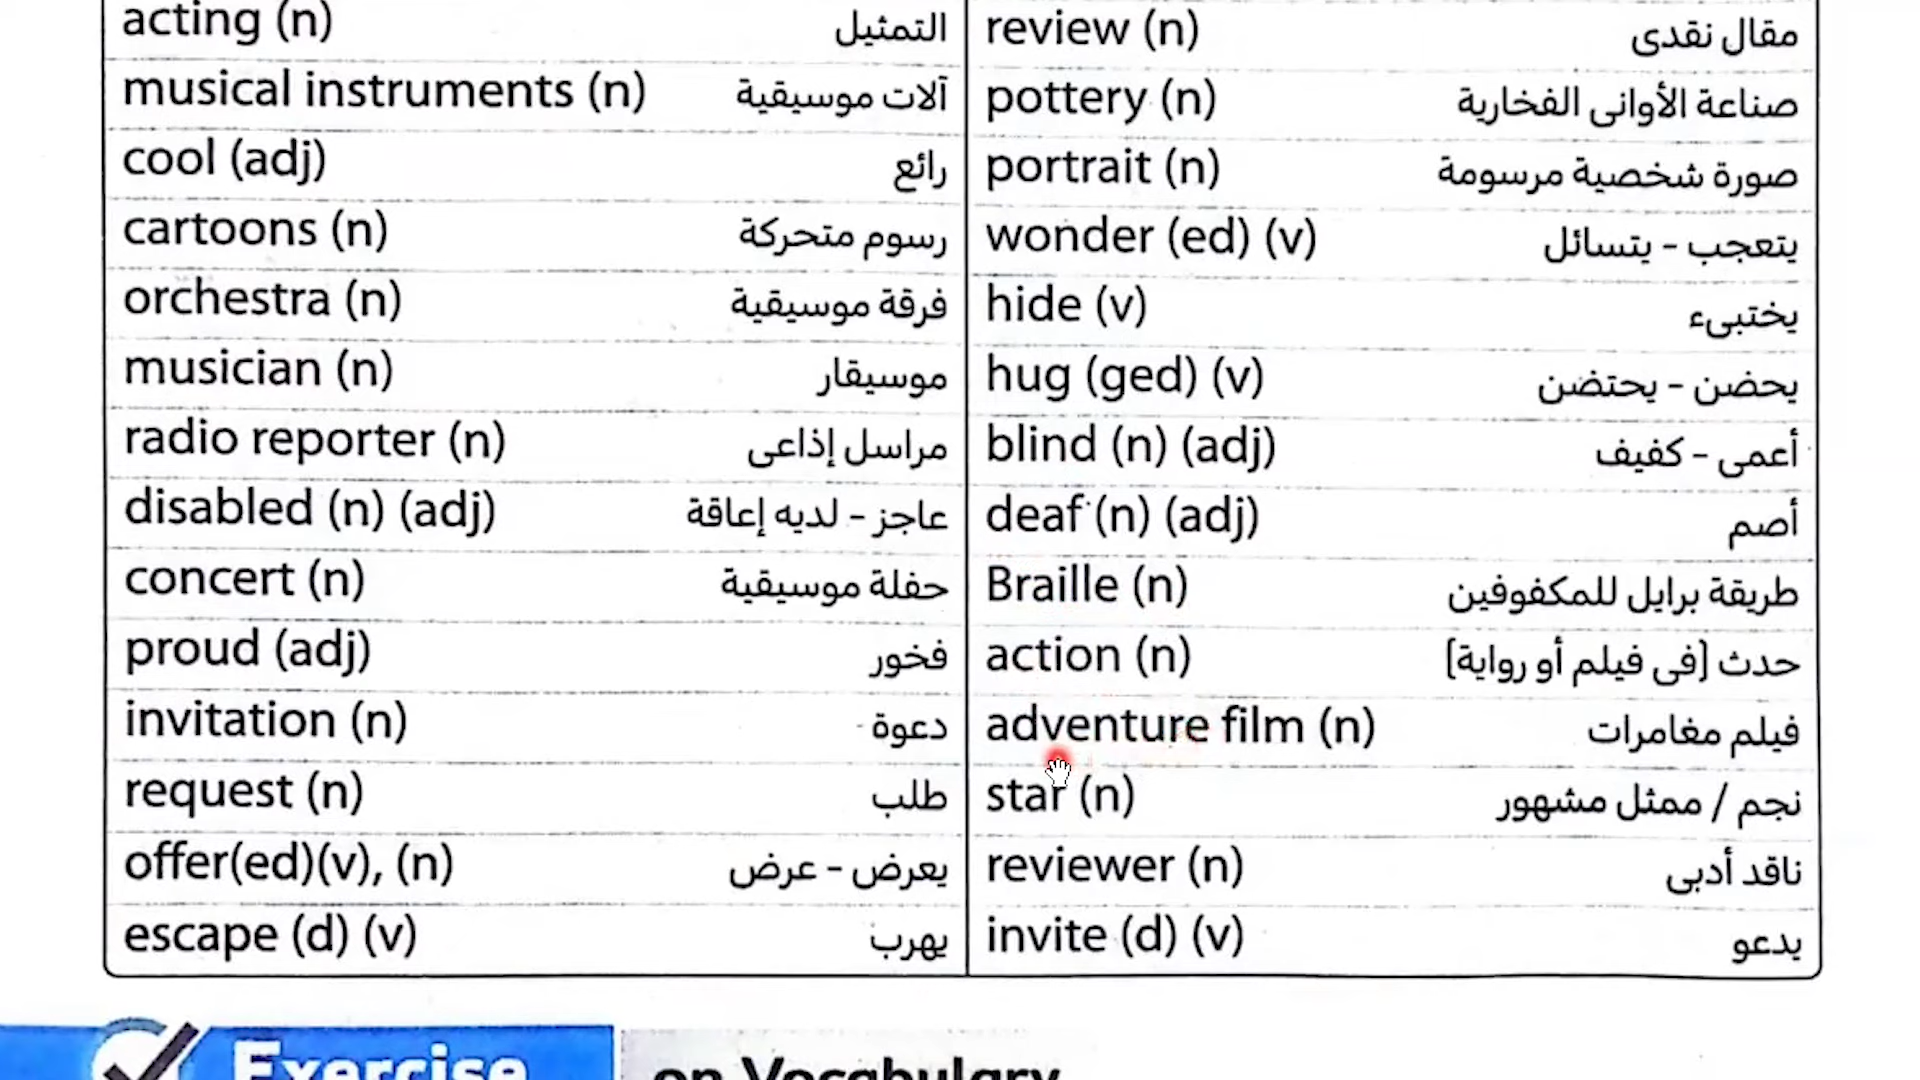 acting (n) التمثيل
review (n) مقال نقدى
musical instruments (n) آلات موسيقية
pottery (n) صناعة الأوانى الفخارية
cool (adj) رائع
portrait (n) صورة شخصية مرسومة
cartoons (n) رسوم متحركة
wonder (ed) (v) يتعجب - يتسائل
orchestra (n) فرقة موسيقية
hide (v) يختبىء
musician (n) موسيقار
hug (ged) (v) يحضن - يحتضن
radio reporter (n) مراسل إذاعى
blind (n) (adj) أعمى - كفيف
disabled (n) (adj) عاجز - لديه إعاقة
deaf (n) (adj) أصم
concert (n) حفلة موسيقية
Braille (n) طريقة برايل للمكفوفين
proud (adj) فخور
action (n) حدث [فى فيلم أو رواية]
invitation (n) دعوة
adventure film (n) فيلم مغامرات
request (n) طلب
star (n) نجم / ممثل مشهور
offer(ed)(v), (n) يعرض - عرض
reviewer (n) ناقد أدبى
escape (d) (v) يهرب
invite (d) (v) يدعو
Exercise on Vocabulary